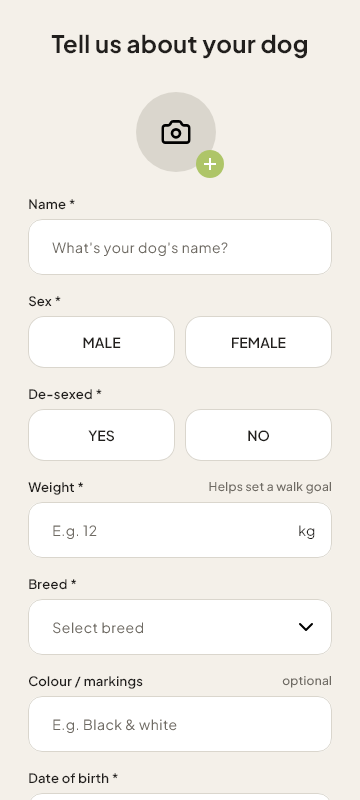 Tell us about your dog
Name *
What's your dog's name?
Sex *
MALE FEMALE
De-sexed *
YES NO
Weight * Helps set a walk goal
E.g. 12 kg
Breed *
Select breed
Colour / markings optional
E.g. Black & white
Date of birth *